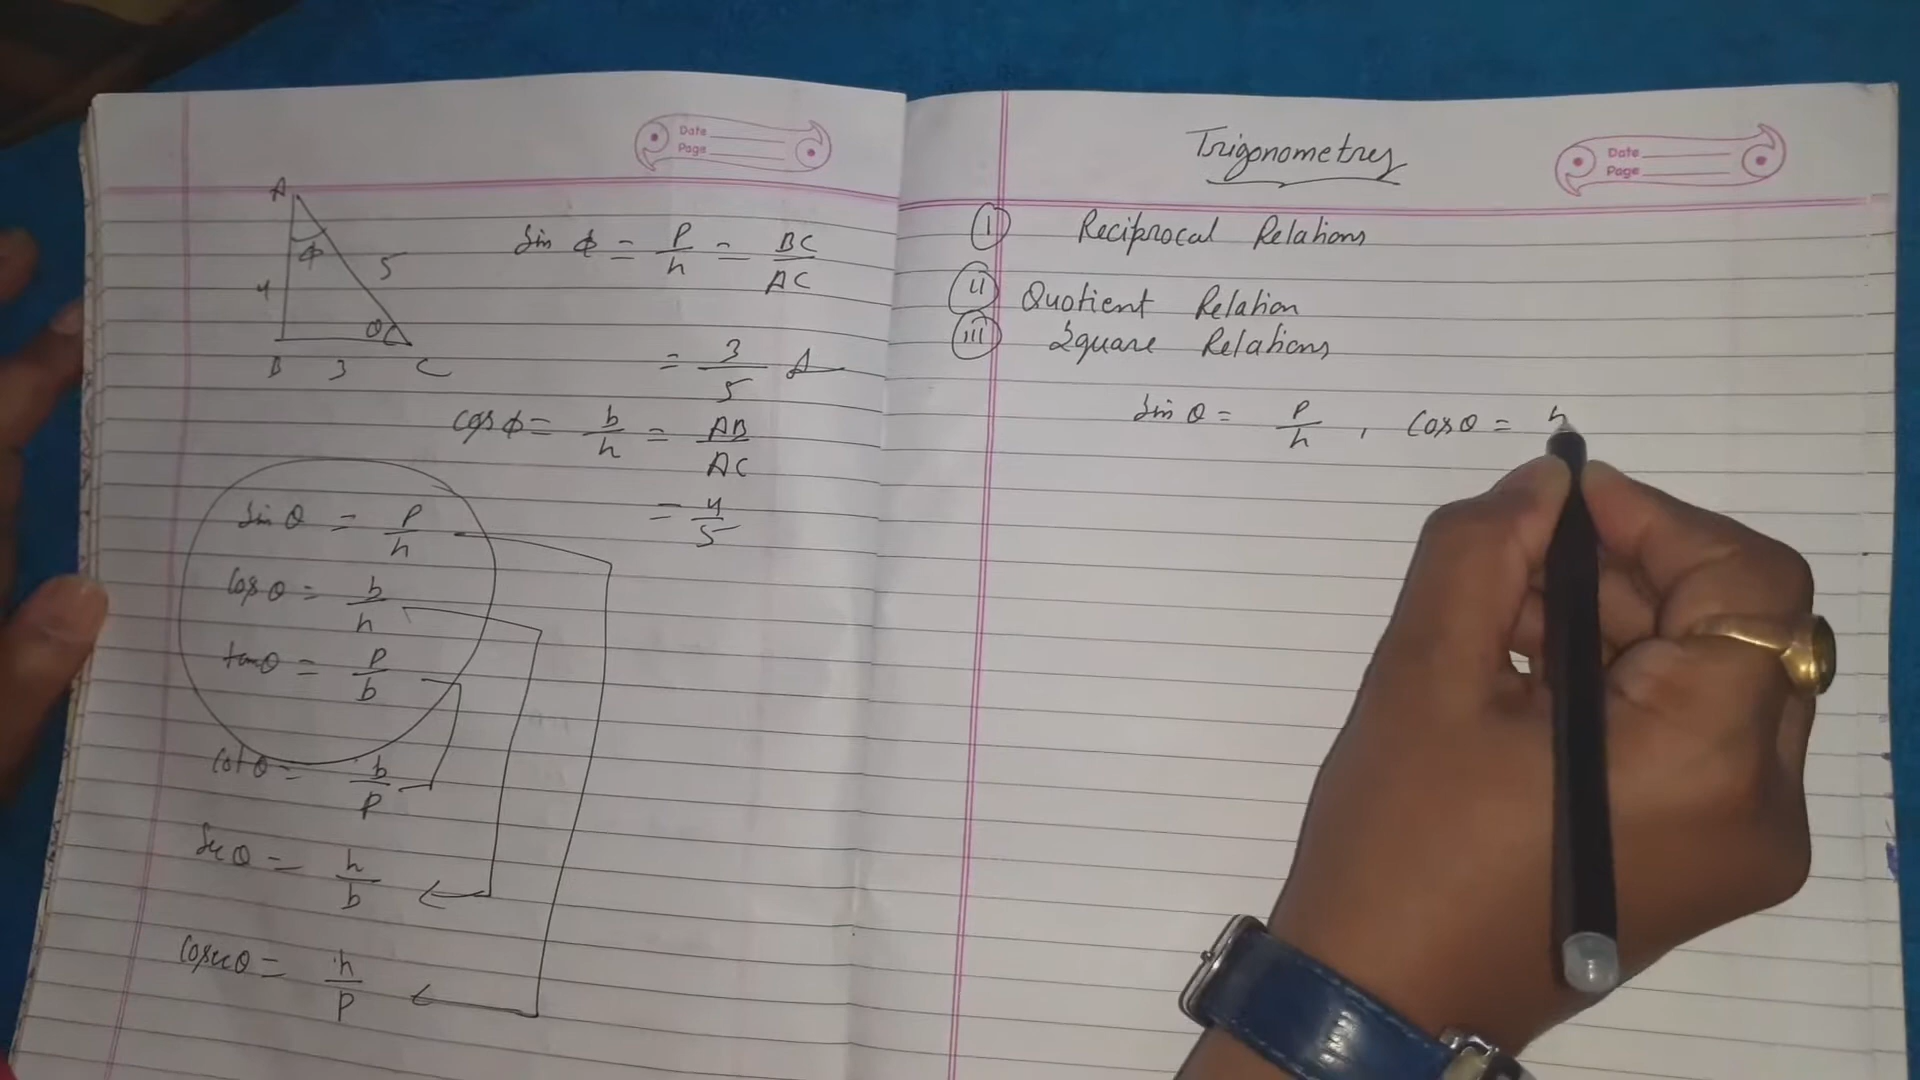 Date
Page
A
sin ϕ = p/h = BC/AC
ϕ 5
4
θ
B 3 C
= 3/5
cos ϕ = b/h = AB/AC
= 4/5
sin θ = p/h
cos θ = b/h
tan θ = p/b
cot θ = b/p
sec θ = h/b
cosec θ = h/p
Trigonometry
Date
Page
(i) Reciprocal Relations
(ii) Quotient Relation
(iii) Square Relations
sin θ = p/h , cos θ = h